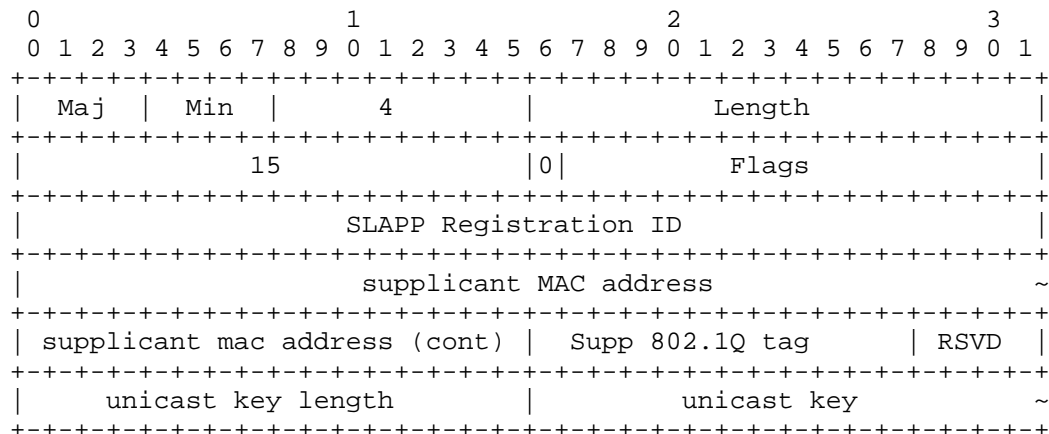 0                   1                   2                   3
 0 1 2 3 4 5 6 7 8 9 0 1 2 3 4 5 6 7 8 9 0 1 2 3 4 5 6 7 8 9 0 1
+-+-+-+-+-+-+-+-+-+-+-+-+-+-+-+-+-+-+-+-+-+-+-+-+-+-+-+-+-+-+-+-+
|  Maj  |  Min  |      4        |           Length              |
+-+-+-+-+-+-+-+-+-+-+-+-+-+-+-+-+-+-+-+-+-+-+-+-+-+-+-+-+-+-+-+-+
|              15               |0|          Flags              |
+-+-+-+-+-+-+-+-+-+-+-+-+-+-+-+-+-+-+-+-+-+-+-+-+-+-+-+-+-+-+-+-+
|                    SLAPP Registration ID                      |
+-+-+-+-+-+-+-+-+-+-+-+-+-+-+-+-+-+-+-+-+-+-+-+-+-+-+-+-+-+-+-+-+
|                     supplicant MAC address                    ~
+-+-+-+-+-+-+-+-+-+-+-+-+-+-+-+-+-+-+-+-+-+-+-+-+-+-+-+-+-+-+-+-+
| supplicant mac address (cont) |  Supp 802.1Q tag      | RSVD  |
+-+-+-+-+-+-+-+-+-+-+-+-+-+-+-+-+-+-+-+-+-+-+-+-+-+-+-+-+-+-+-+-+
|     unicast key length        |         unicast key           ~
+-+-+-+-+-+-+-+-+-+-+-+-+-+-+-+-+-+-+-+-+-+-+-+-+-+-+-+-+-+-+-+-+